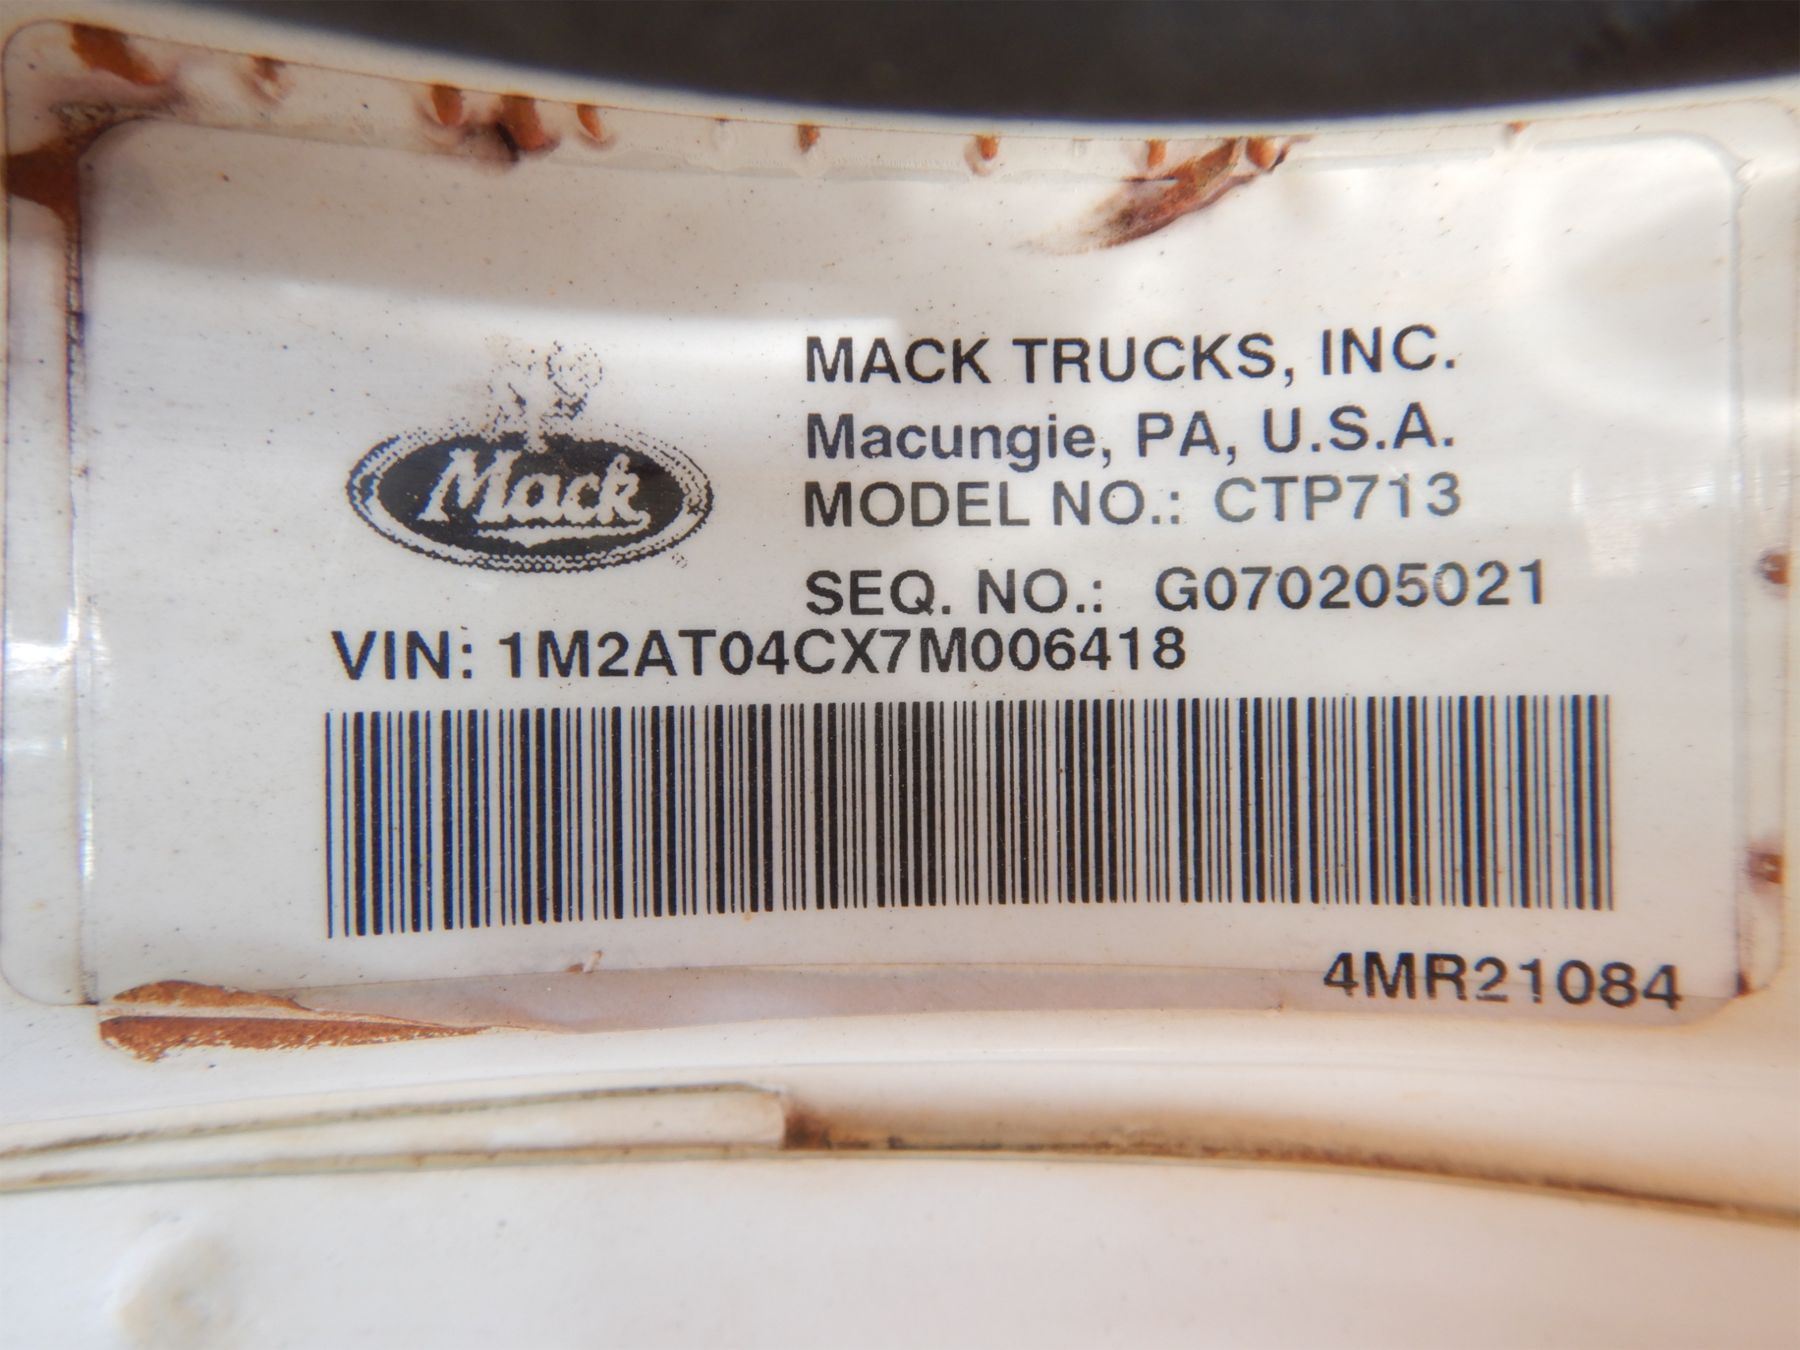 MACK TRUCKS, INC.
Macungie, PA, U.S.A.
Mack
MODEL NO.: CTP713
SEQ. NO.: G070205021
VIN: 1M2AT04CX7M006418
4MR21084